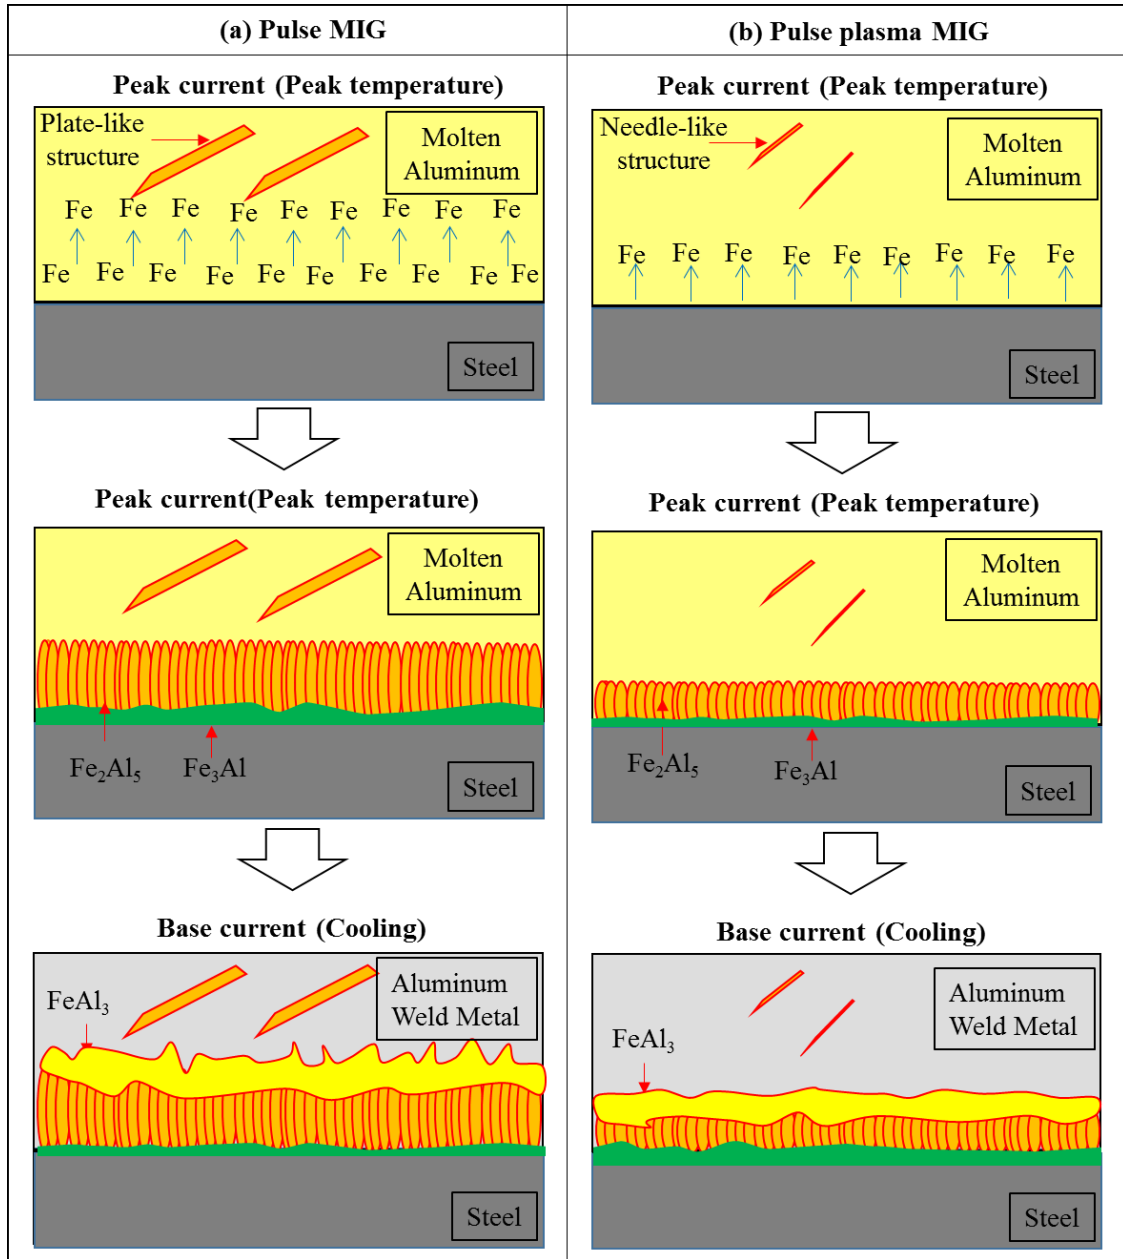 (a) Pulse MIG
Peak current (Peak temperature)
Plate-like
structure
Molten
Aluminum
Fe Fe Fe Fe Fe Fe Fe Fe Fe
Fe Fe Fe Fe Fe Fe Fe Fe Fe Fe
Steel
Peak current(Peak temperature)
Molten
Aluminum
Fe₂Al₅ Fe₃Al
Steel
Base current (Cooling)
FeAl₃
Aluminum
Weld Metal
Steel
(b) Pulse plasma MIG
Peak current (Peak temperature)
Needle-like
structure
Molten
Aluminum
Fe Fe Fe Fe Fe Fe Fe Fe Fe
Steel
Peak current (Peak temperature)
Molten
Aluminum
Fe₂Al₅ Fe₃Al
Steel
Base current (Cooling)
FeAl₃
Aluminum
Weld Metal
Steel